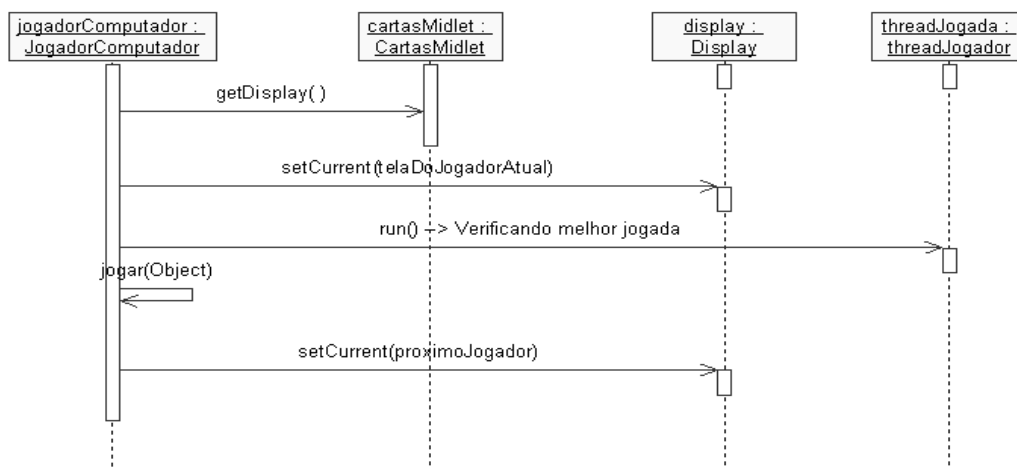 jogadorComputador :
JogadorComputador
cartasMidlet :
CartasMidlet
display :
Display
threadJogada :
threadJogador
getDisplay( )
setCurrent(telaDoJogadorAtual)
run() --> Verificando melhor jogada
jogar(Object)
setCurrent(proximoJogador)